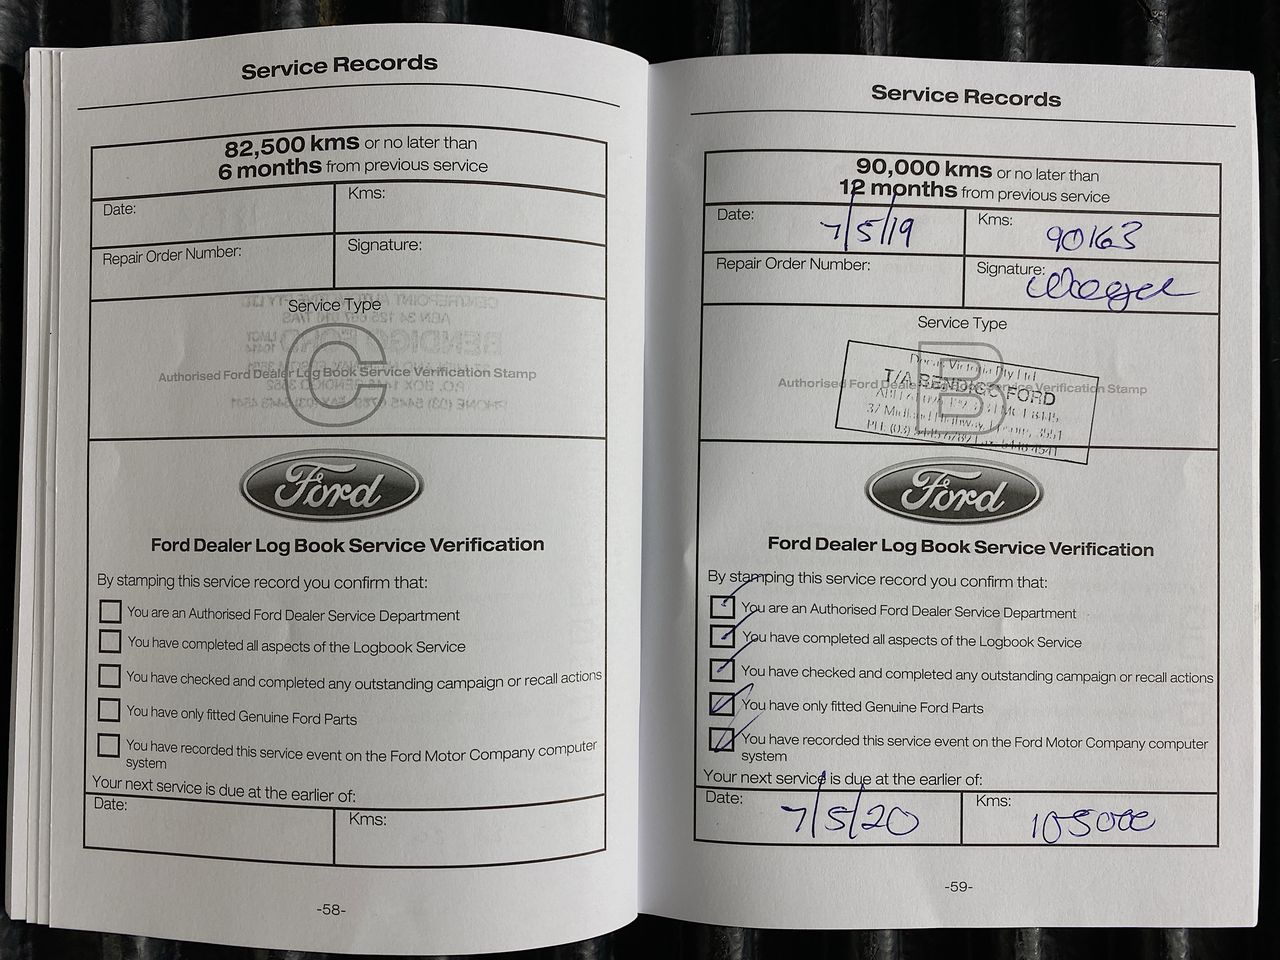 Service Records
82,500 kms or no later than
6 months from previous service
Date:
Kms:
Repair Order Number:
Signature:
Service Type
C
Authorised Ford Dealer Log Book Service Verification Stamp
Ford
Ford Dealer Log Book Service Verification
By stamping this service record you confirm that:
You are an Authorised Ford Dealer Service Department
You have completed all aspects of the Logbook Service
You have checked and completed any outstanding campaign or recall actions
You have only fitted Genuine Ford Parts
You have recorded this service event on the Ford Motor Company computer
system
Your next service is due at the earlier of:
Date:
Kms:
-58-
Service Records
90,000 kms or no later than
12 months from previous service
Date: 7/5/19
Kms: 90163
Repair Order Number:
Signature:
Service Type
B
Authorised Ford Dealer Log Book Service Verification Stamp
Victoria Pty Ltd
T/A BENDIGO FORD
37 Midland Highway, 3551
Ford
Ford Dealer Log Book Service Verification
By stamping this service record you confirm that:
You are an Authorised Ford Dealer Service Department
You have completed all aspects of the Logbook Service
You have checked and completed any outstanding campaign or recall actions
You have only fitted Genuine Ford Parts
You have recorded this service event on the Ford Motor Company computer
system
Your next service is due at the earlier of:
Date: 7/5/20
Kms: 105000
-59-